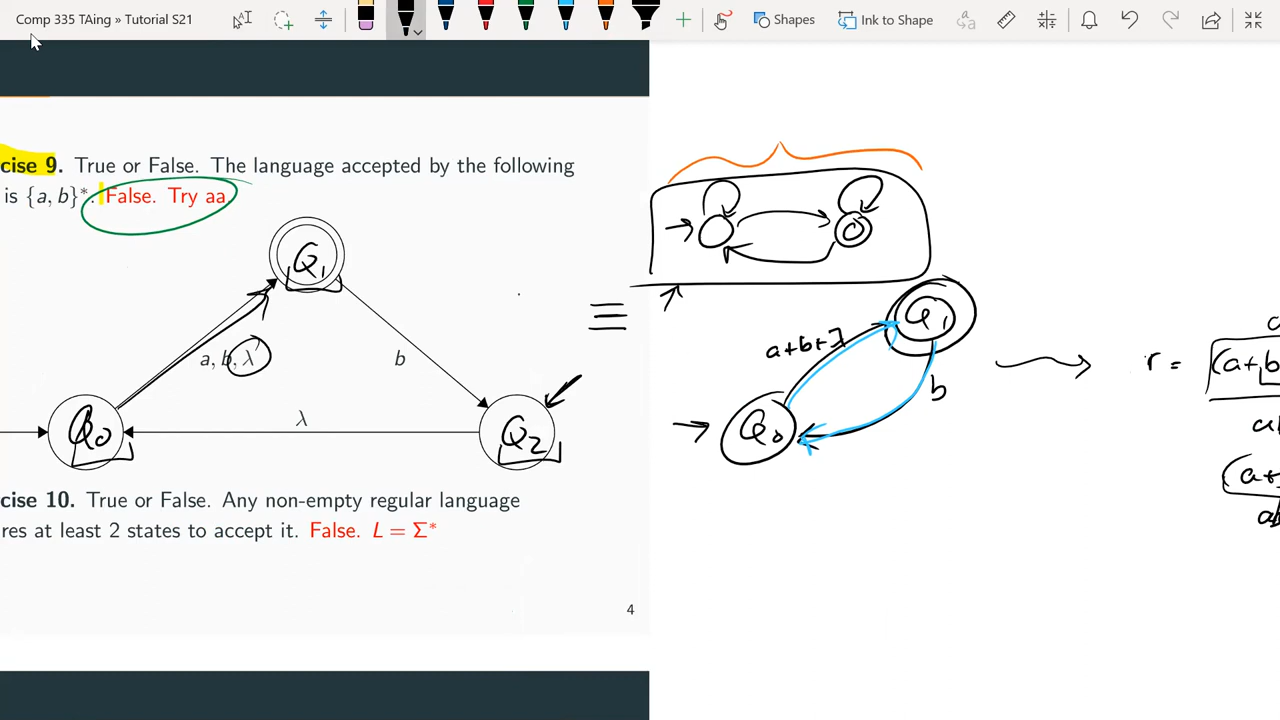 Comp 335 TAing » Tutorial S21
Shapes
Ink to Shape
cise 9. True or False. The language accepted by the following
is {a, b}*. False. Try aa.
Q₁
a, b, λ
b
Q₀
λ
Q₂
≡
Q₁
a+b+λ
b
Q₀
r = (a+b
cise 10. True or False. Any non-empty regular language
res at least 2 states to accept it. False. L = Σ*
4